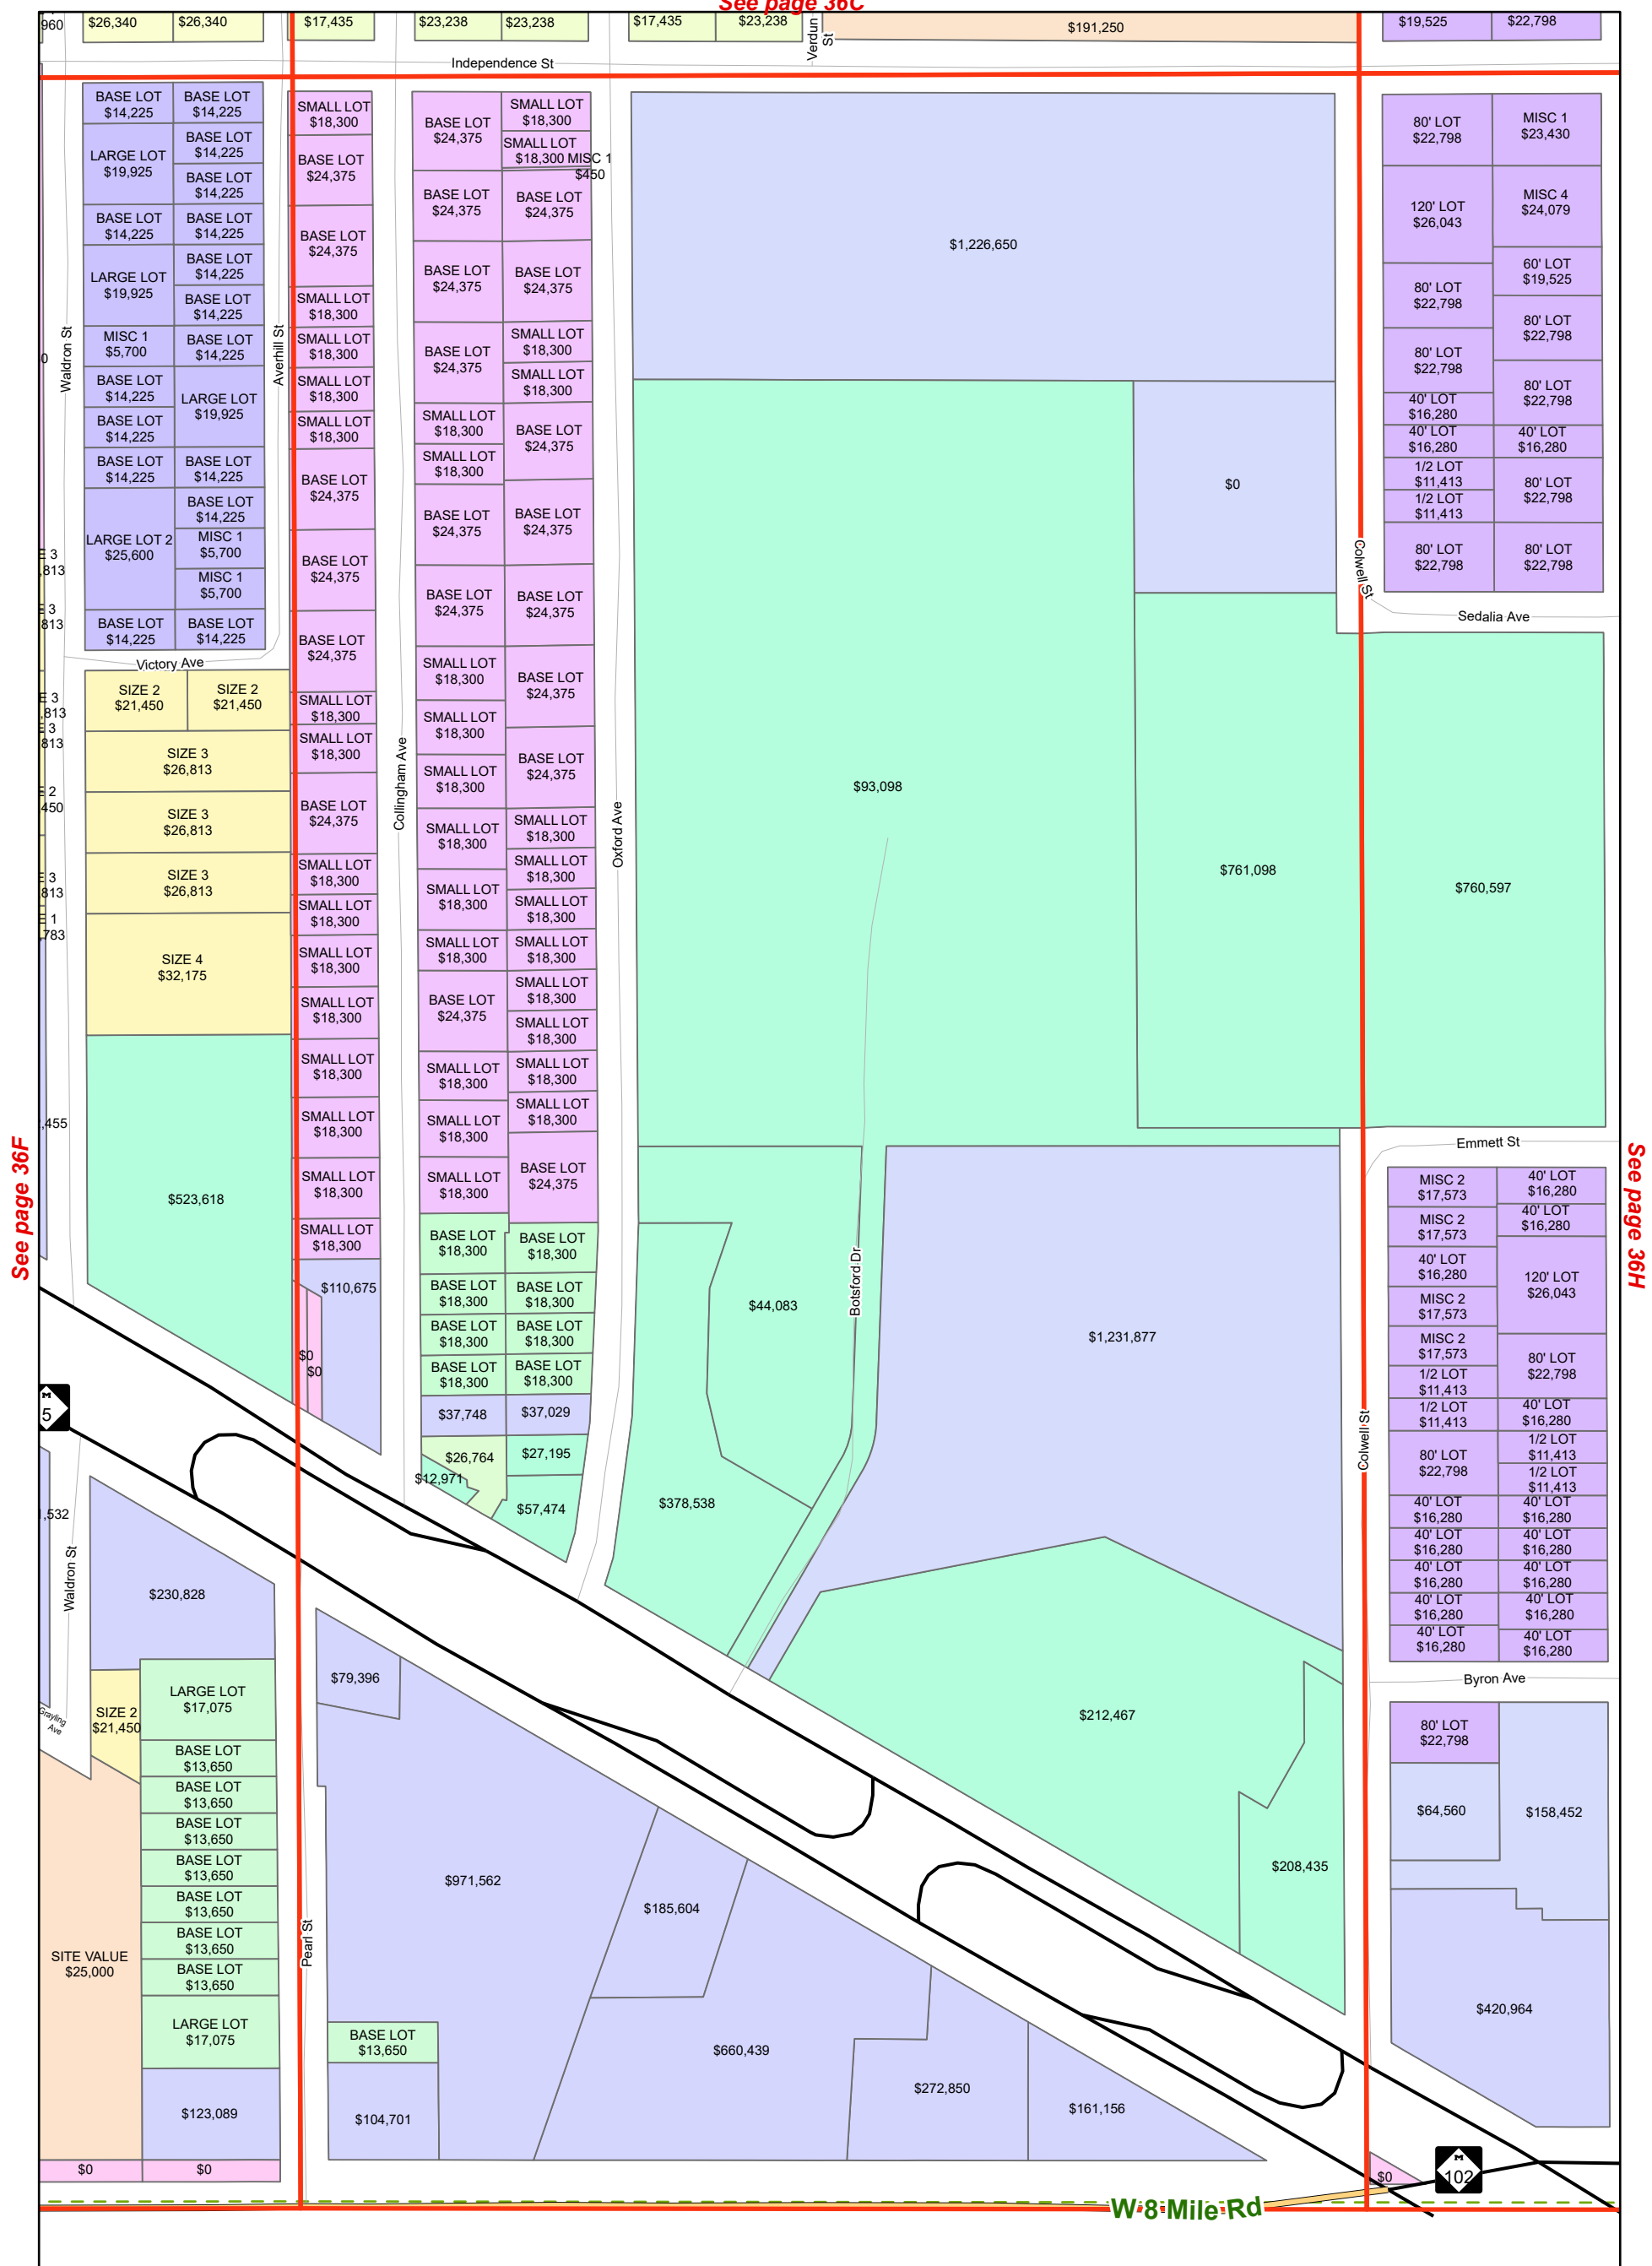 See page 36C
960
$26,340
$26,340
$17,435
$23,238
$23,238
$17,435
$23,238
Verdun
St
$191,250
$19,525
$22,798
Independence St
BASE LOT
$14,225
BASE LOT
$14,225
LARGE LOT
$19,925
BASE LOT
$14,225
BASE LOT
$14,225
BASE LOT
$14,225
BASE LOT
$14,225
LARGE LOT
$19,925
BASE LOT
$14,225
BASE LOT
$14,225
MISC 1
$5,700
BASE LOT
$14,225
BASE LOT
$14,225
LARGE LOT
$19,925
BASE LOT
$14,225
BASE LOT
$14,225
BASE LOT
$14,225
LARGE LOT 2
$25,600
BASE LOT
$14,225
MISC 1
$5,700
MISC 1
$5,700
BASE LOT
$14,225
BASE LOT
$14,225
Waldron St
Averhill St
Victory Ave
0
E 3
,813
E 3
813
E 3
,813
E 3
813
E 2
450
E 3
813
E 1
,783
,455
SIZE 2
$21,450
SIZE 2
$21,450
SIZE 3
$26,813
SIZE 3
$26,813
SIZE 3
$26,813
SIZE 4
$32,175
$523,618
SMALL LOT
$18,300
BASE LOT
$24,375
BASE LOT
$24,375
SMALL LOT
$18,300
SMALL LOT
$18,300
SMALL LOT
$18,300
SMALL LOT
$18,300
BASE LOT
$24,375
BASE LOT
$24,375
BASE LOT
$24,375
SMALL LOT
$18,300
SMALL LOT
$18,300
BASE LOT
$24,375
SMALL LOT
$18,300
SMALL LOT
$18,300
SMALL LOT
$18,300
SMALL LOT
$18,300
SMALL LOT
$18,300
SMALL LOT
$18,300
SMALL LOT
$18,300
SMALL LOT
$18,300
$110,675
$0
$0
Collingham Ave
BASE LOT
$24,375
BASE LOT
$24,375
BASE LOT
$24,375
BASE LOT
$24,375
SMALL LOT
$18,300
SMALL LOT
$18,300
BASE LOT
$24,375
BASE LOT
$24,375
SMALL LOT
$18,300
SMALL LOT
$18,300
SMALL LOT
$18,300
SMALL LOT
$18,300
SMALL LOT
$18,300
SMALL LOT
$18,300
BASE LOT
$24,375
SMALL LOT
$18,300
SMALL LOT
$18,300
SMALL LOT
$18,300
BASE LOT
$18,300
BASE LOT
$18,300
BASE LOT
$18,300
BASE LOT
$18,300
$37,748
$26,764
$12,971
SMALL LOT
$18,300
SMALL LOT
$18,300
MISC 1
$450
BASE LOT
$24,375
BASE LOT
$24,375
SMALL LOT
$18,300
SMALL LOT
$18,300
BASE LOT
$24,375
BASE LOT
$24,375
BASE LOT
$24,375
BASE LOT
$24,375
BASE LOT
$24,375
SMALL LOT
$18,300
SMALL LOT
$18,300
SMALL LOT
$18,300
SMALL LOT
$18,300
SMALL LOT
$18,300
SMALL LOT
$18,300
SMALL LOT
$18,300
SMALL LOT
$18,300
BASE LOT
$24,375
BASE LOT
$18,300
BASE LOT
$18,300
BASE LOT
$18,300
BASE LOT
$18,300
$37,029
$27,195
$57,474
Oxford Ave
$1,226,650
$0
$93,098
$761,098
$760,597
$44,083
Botsford Dr
$378,538
$1,231,877
$212,467
$208,435
Colwell St
80' LOT
$22,798
MISC 1
$23,430
120' LOT
$26,043
MISC 4
$24,079
60' LOT
$19,525
80' LOT
$22,798
80' LOT
$22,798
80' LOT
$22,798
80' LOT
$22,798
40' LOT
$16,280
40' LOT
$16,280
40' LOT
$16,280
1/2 LOT
$11,413
80' LOT
$22,798
1/2 LOT
$11,413
80' LOT
$22,798
80' LOT
$22,798
Sedalia Ave
Emmett St
See page 36F
See page 36H
MISC 2
$17,573
MISC 2
$17,573
40' LOT
$16,280
MISC 2
$17,573
MISC 2
$17,573
1/2 LOT
$11,413
1/2 LOT
$11,413
80' LOT
$22,798
40' LOT
$16,280
40' LOT
$16,280
40' LOT
$16,280
40' LOT
$16,280
40' LOT
$16,280
40' LOT
$16,280
40' LOT
$16,280
120' LOT
$26,043
80' LOT
$22,798
40' LOT
$16,280
1/2 LOT
$11,413
1/2 LOT
$11,413
40' LOT
$16,280
40' LOT
$16,280
40' LOT
$16,280
40' LOT
$16,280
40' LOT
$16,280
Colwell St
Byron Ave
80' LOT
$22,798
$64,560
$158,452
$420,964
M
5
,532
Waldron St
Grayling
Ave
$230,828
SIZE 2
$21,450
LARGE LOT
$17,075
BASE LOT
$13,650
BASE LOT
$13,650
BASE LOT
$13,650
BASE LOT
$13,650
BASE LOT
$13,650
BASE LOT
$13,650
BASE LOT
$13,650
LARGE LOT
$17,075
SITE VALUE
$25,000
$123,089
$0
$0
Pearl St
$79,396
$971,562
$185,604
BASE LOT
$13,650
$104,701
$660,439
$272,850
$161,156
$0
M
102
W 8 Mile Rd